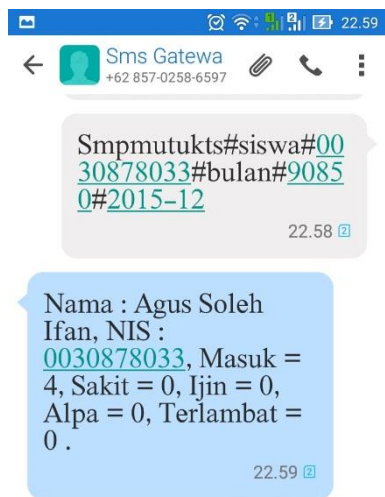 22.59
Sms Gatewa
+62 857-0258-6597
Smpmutukts#siswa#00
30878033#bulan#9085
0#2015-12
22.58 2
Nama : Agus Soleh
Ifan, NIS :
0030878033, Masuk =
4, Sakit = 0, Ijin = 0,
Alpa = 0, Terlambat =
0 .
22.59 2